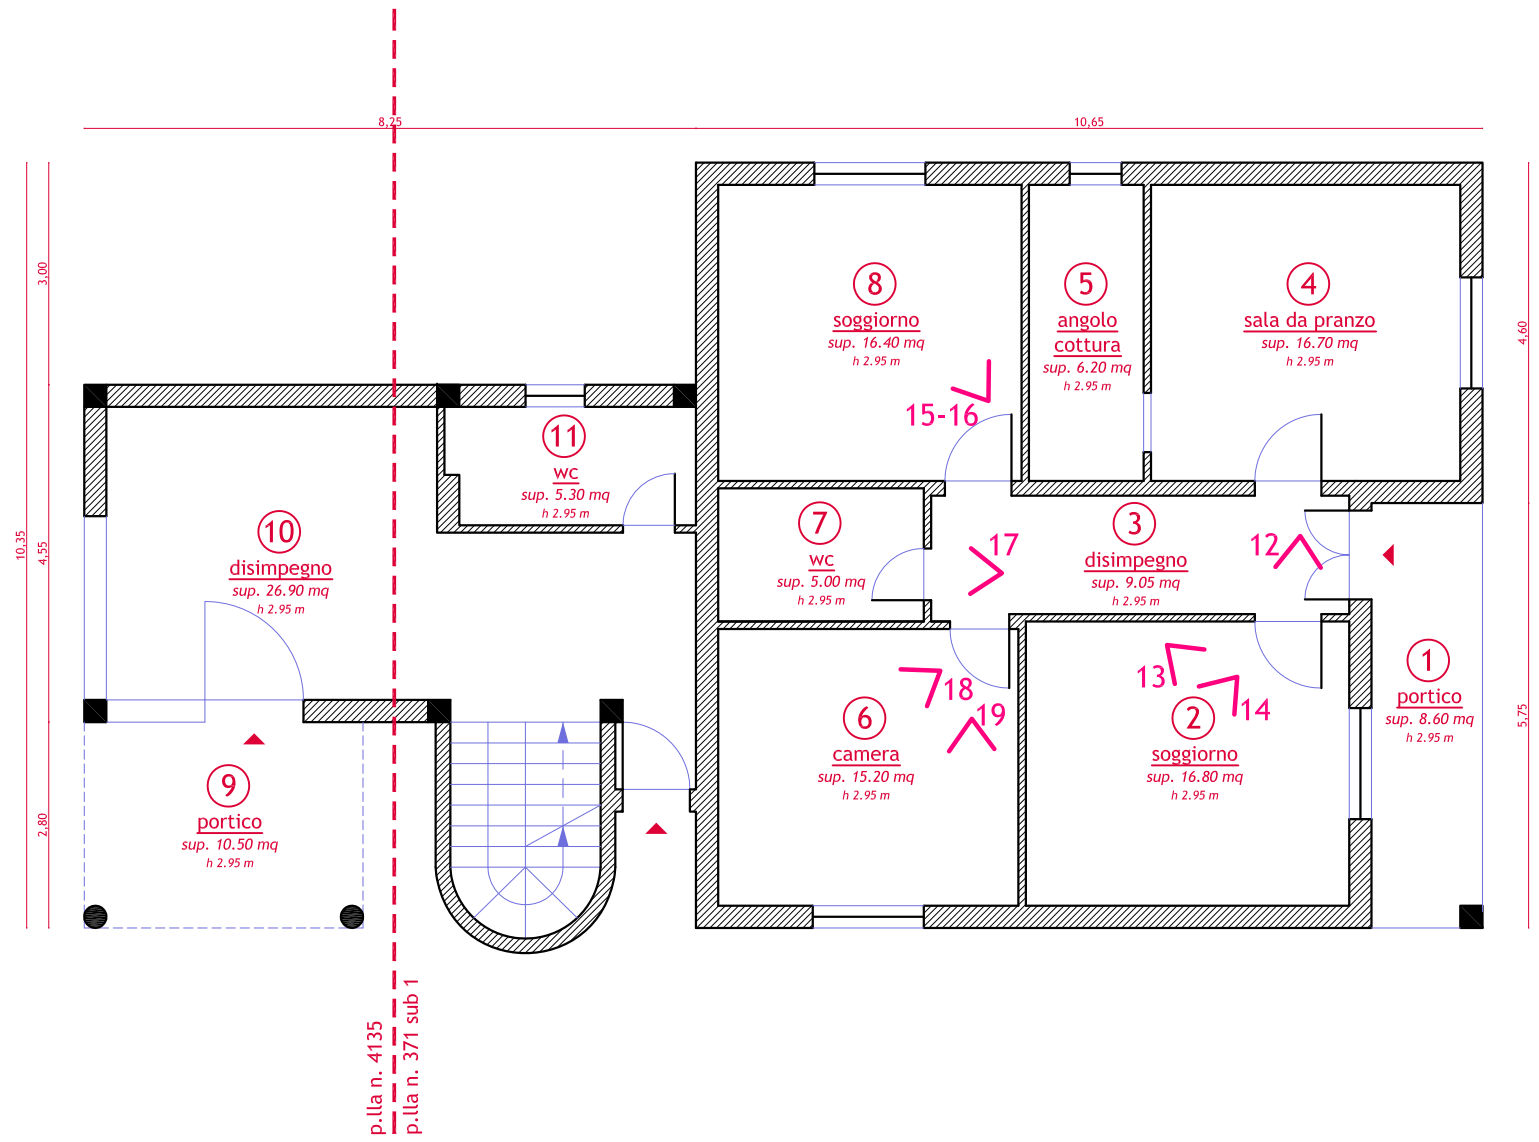 8,25
10,65
3,00
10,35
4,55
2,80
4,60
5,75
8
soggiorno
sup. 16.40 mq
h 2.95 m
15-16
5
angolo
cottura
sup. 6.20 mq
h 2.95 m
4
sala da pranzo
sup. 16.70 mq
h 2.95 m
11
wc
sup. 5.30 mq
h 2.95 m
10
disimpegno
sup. 26.90 mq
h 2.95 m
7
wc
sup. 5.00 mq
h 2.95 m
17
3
disimpegno
sup. 9.05 mq
h 2.95 m
12
1
portico
sup. 8.60 mq
h 2.95 m
18
19
6
camera
sup. 15.20 mq
h 2.95 m
13
14
2
soggiorno
sup. 16.80 mq
h 2.95 m
9
portico
sup. 10.50 mq
h 2.95 m
p.lla n. 4135
p.lla n. 371 sub 1